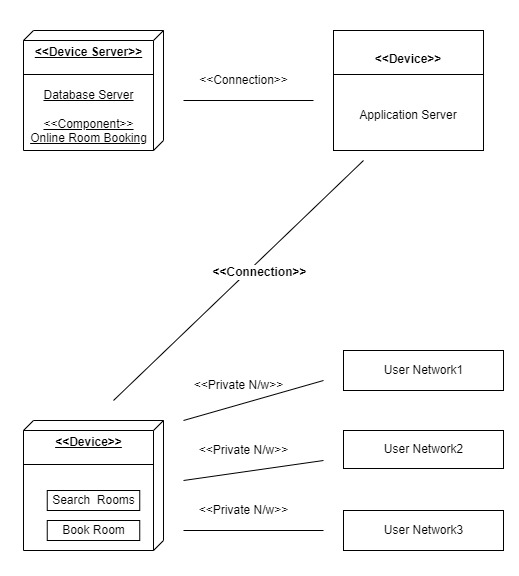 <<Device Server>>
Database Server
<<Component>>
Online Room Booking
<<Connection>>
<<Device>>
Application Server
<<Connection>>
<<Private N/w>>
User Network1
<<Device>>
Search Rooms
Book Room
<<Private N/w>>
User Network2
<<Private N/w>>
User Network3